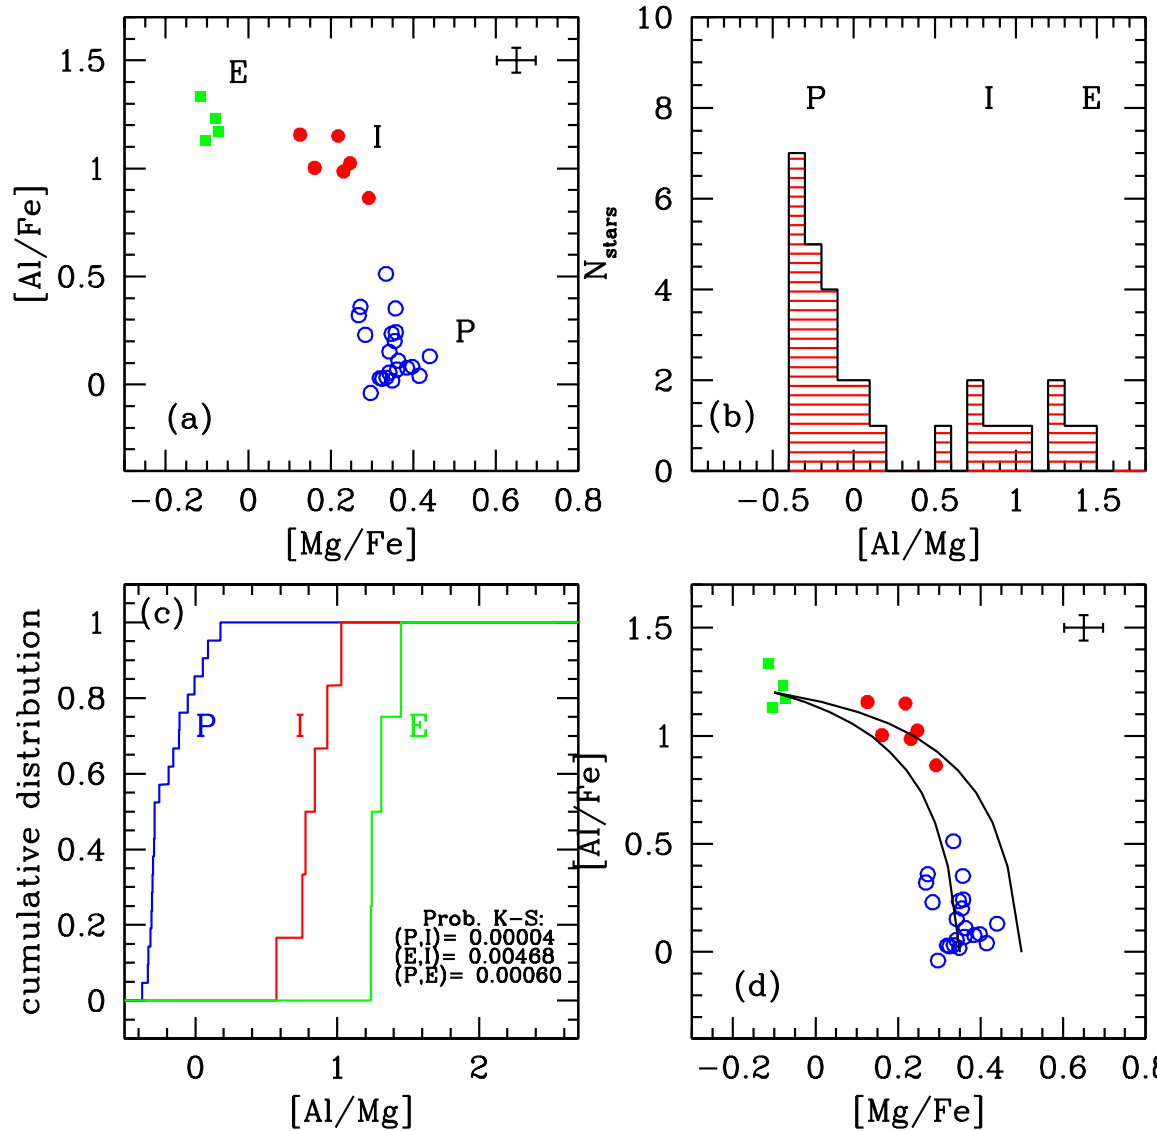 1.5
1
0.5
0
[Al/Fe]
E
I
P
(a)
−0.2 0 0.2 0.4 0.6 0.8
[Mg/Fe]
10
8
6
4
2
0
N_stars
P I E
(b)
−0.5 0 0.5 1 1.5
[Al/Mg]
1
0.8
0.6
0.4
0.2
0
cumulative distribution
(c)
P I E
Prob. K−S:
(P,I)= 0.00004
(E,I)= 0.00468
(P,E)= 0.00060
0 1 2
[Al/Mg]
1.5
1
0.5
0
[Al/Fe]
(d)
−0.2 0 0.2 0.4 0.6 0.8
[Mg/Fe]